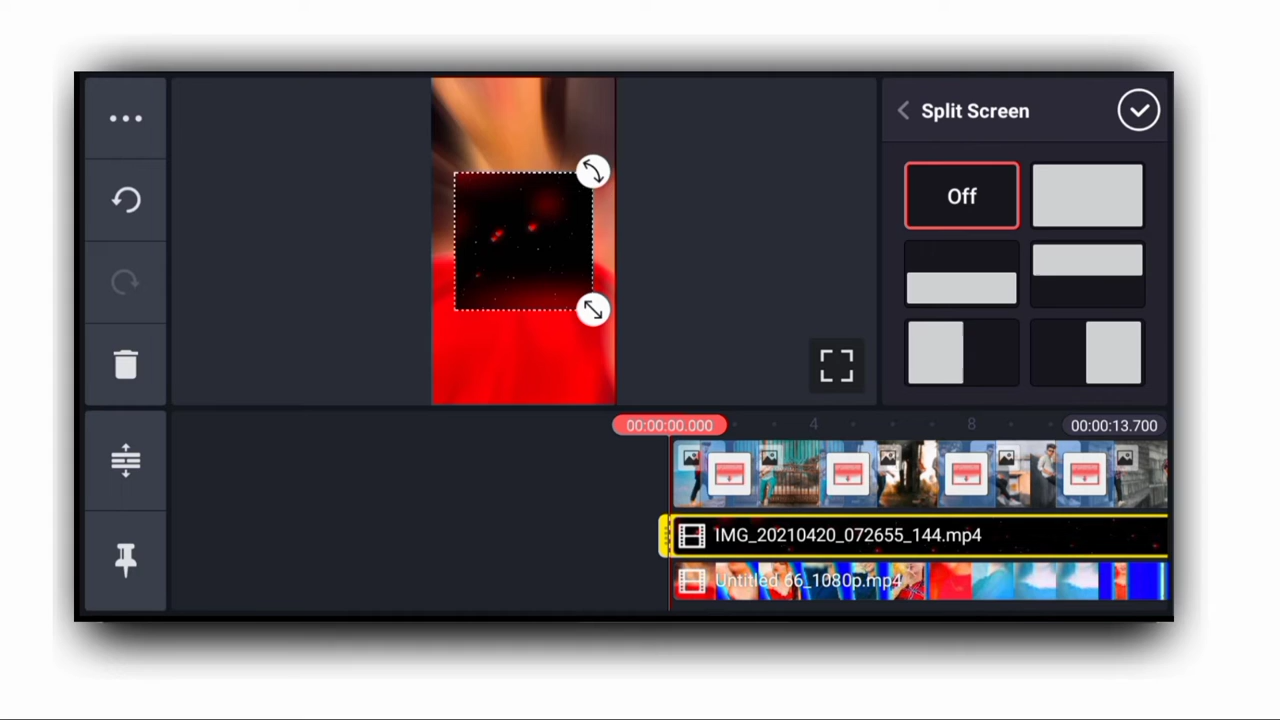 Split Screen
Off
00:00:00.000
4
8
00:00:13.700
IMG_20210420_072655_144.mp4
Untitled 66_1080p.mp4